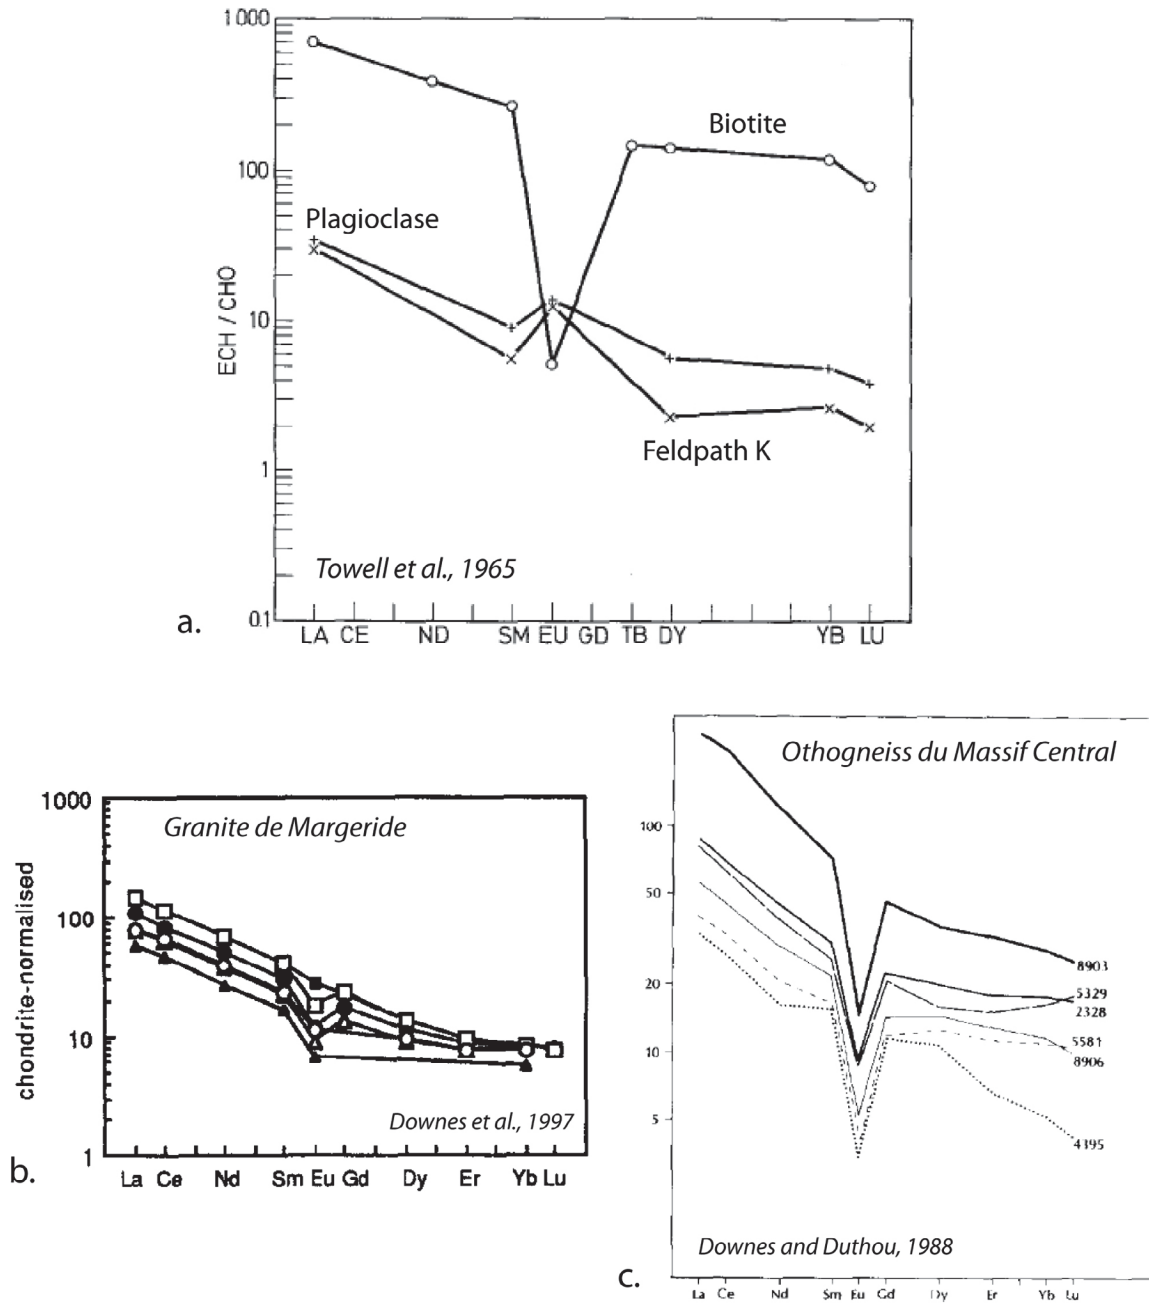 1000
Biotite
100
Plagioclase
ECH / CHO
10
Feldpath K
1
Towell et al., 1965
a.
0.1
LA CE ND SM EU GD TB DY YB LU
Othogneiss du Massif Central
1000
Granite de Margeride
100
50
chondrite-normalised
100
20
8903
5329
2328
10
5581
8906
10
5
4395
Downes et al., 1997
1
b.
La Ce Nd Sm Eu Gd Dy Er Yb Lu
Downes and Duthou, 1988
c.
La Ce Nd Sm Eu Gd Dy Er Yb Lu